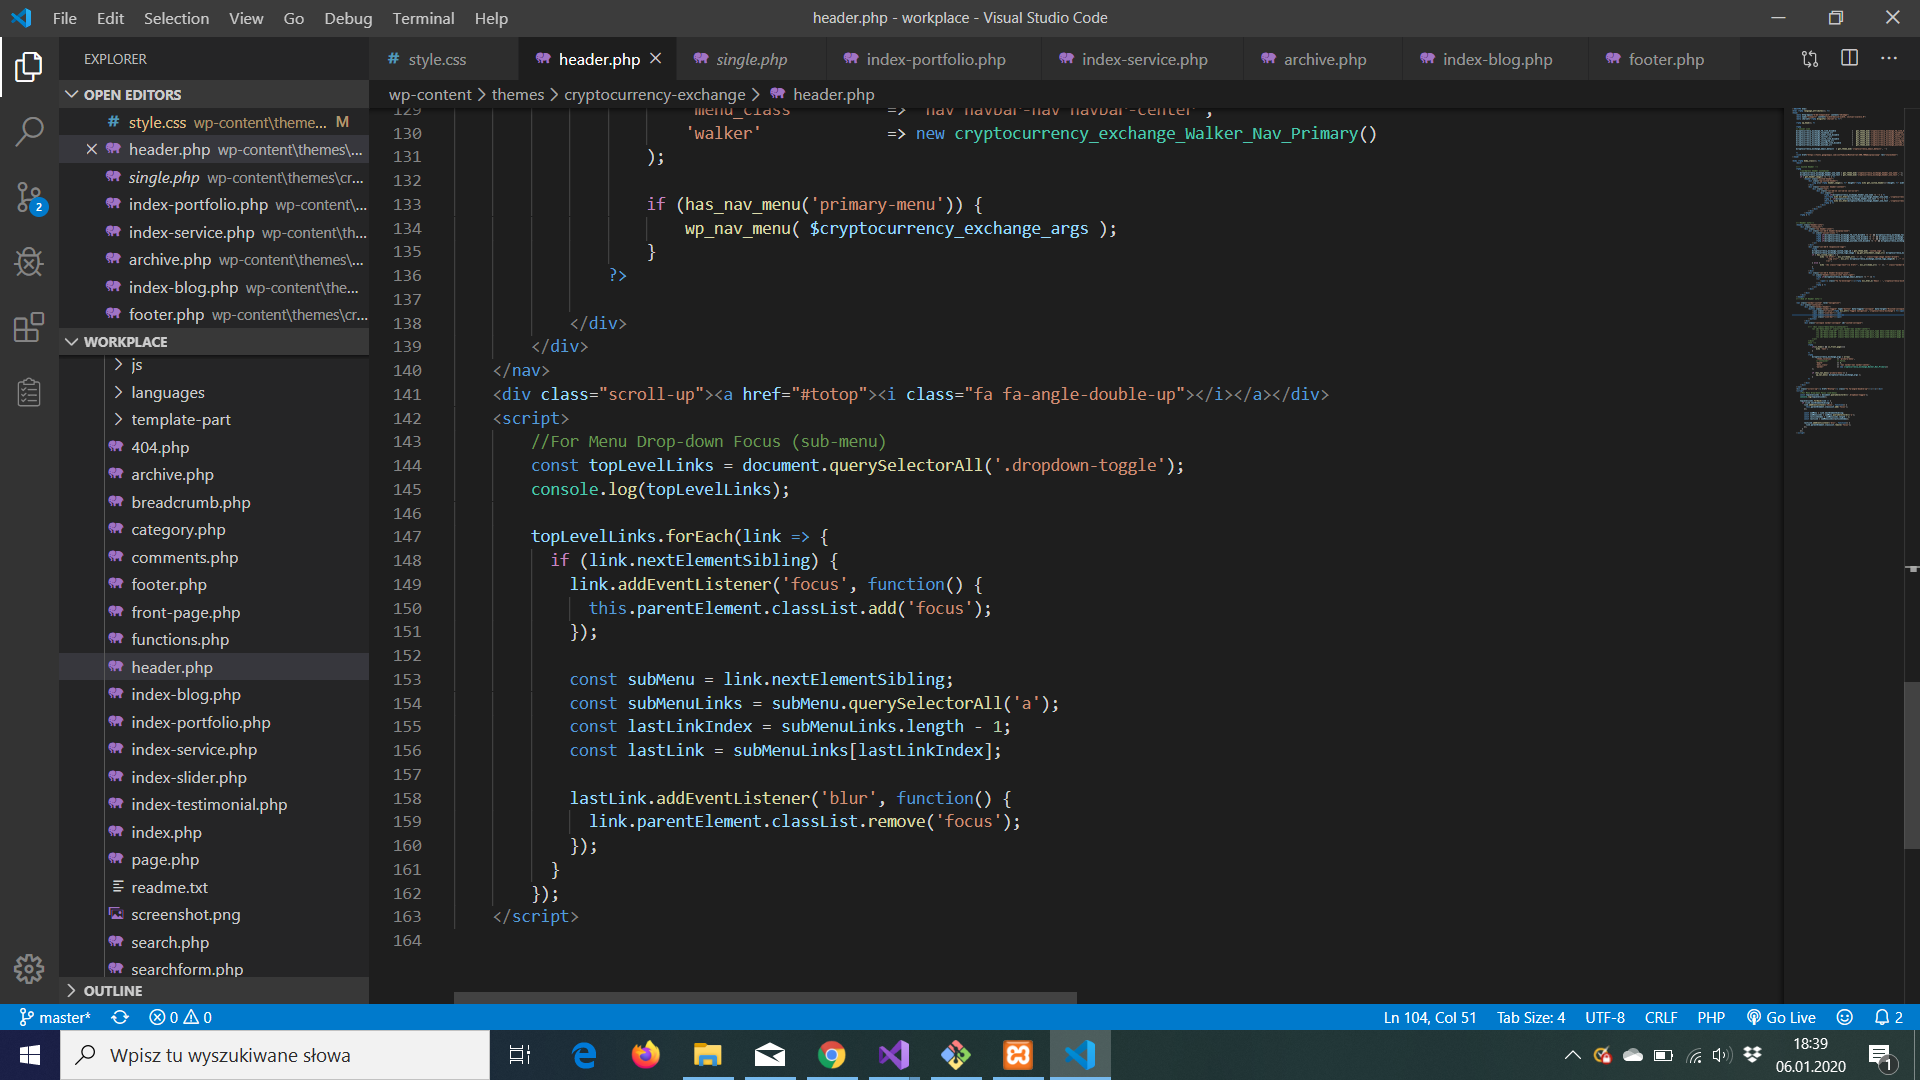 File Edit Selection View Go Debug Terminal Help
header.php - workplace - Visual Studio Code
EXPLORER
# style.css
header.php
single.php
index-portfolio.php
index-service.php
archive.php
index-blog.php
footer.php
OPEN EDITORS
# style.css wp-content\theme... M
header.php wp-content\themes\...
single.php wp-content\themes\cr...
index-portfolio.php wp-content\...
index-service.php wp-content\th...
archive.php wp-content\themes\...
index-blog.php wp-content\the...
footer.php wp-content\themes\cr...
2
WORKPLACE
js
languages
template-part
404.php
archive.php
breadcrumb.php
category.php
comments.php
footer.php
front-page.php
functions.php
header.php
index-blog.php
index-portfolio.php
index-service.php
index-slider.php
index-testimonial.php
index.php
page.php
readme.txt
screenshot.png
search.php
searchform.php
OUTLINE
wp-content > themes > cryptocurrency-exchange > header.php
129 'menu_class' => 'nav navbar-nav navbar-center',
130 'walker' => new cryptocurrency_exchange_Walker_Nav_Primary()
131 );
132
133 if (has_nav_menu('primary-menu')) {
134 wp_nav_menu( $cryptocurrency_exchange_args );
135 }
136 ?>
137
138 </div>
139 </div>
140 </nav>
141 <div class="scroll-up"><a href="#totop"><i class="fa fa-angle-double-up"></i></a></div>
142 <script>
143 //For Menu Drop-down Focus (sub-menu)
144 const topLevelLinks = document.querySelectorAll('.dropdown-toggle');
145 console.log(topLevelLinks);
146
147 topLevelLinks.forEach(link => {
148 if (link.nextElementSibling) {
149 link.addEventListener('focus', function() {
150 this.parentElement.classList.add('focus');
151 });
152
153 const subMenu = link.nextElementSibling;
154 const subMenuLinks = subMenu.querySelectorAll('a');
155 const lastLinkIndex = subMenuLinks.length - 1;
156 const lastLink = subMenuLinks[lastLinkIndex];
157
158 lastLink.addEventListener('blur', function() {
159 link.parentElement.classList.remove('focus');
160 });
161 }
162 });
163 </script>
164
master* 0 0
Ln 104, Col 51 Tab Size: 4 UTF-8 CRLF PHP Go Live 2
Wpisz tu wyszukiwane słowa
18:39
06.01.2020
1